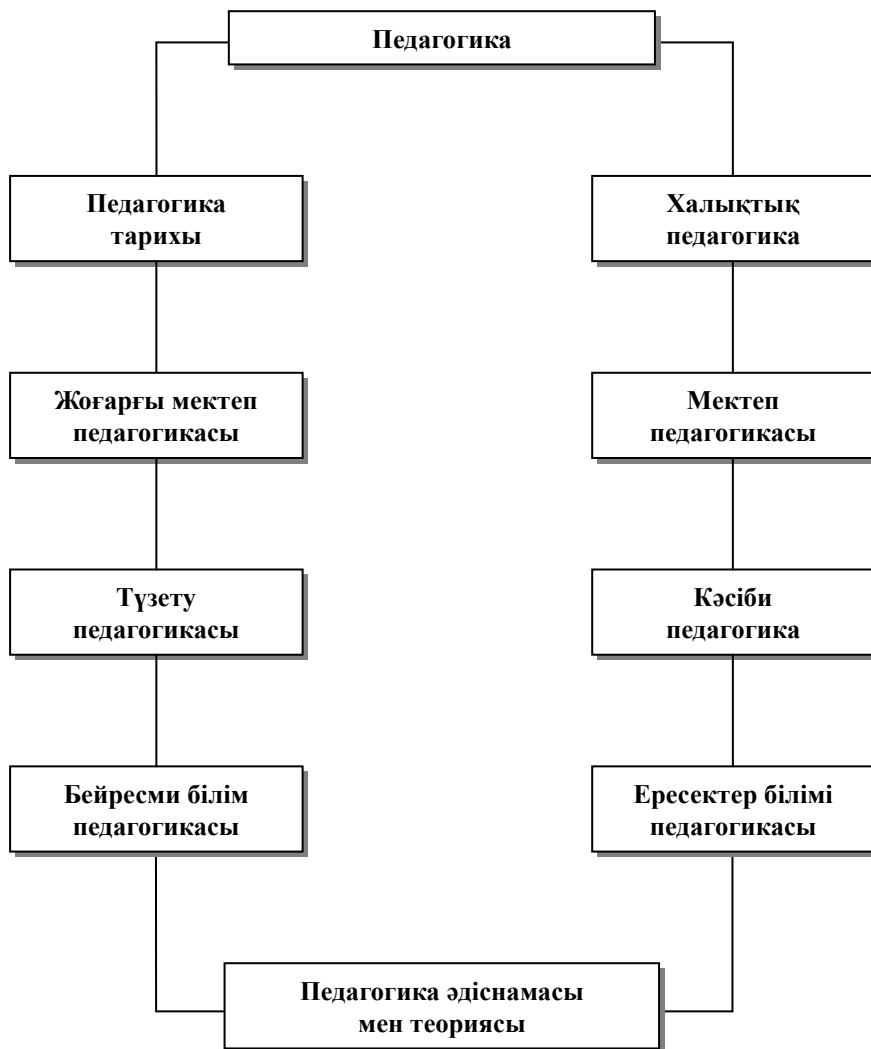 Педагогика
Педагогика
тарихы
Халықтық
педагогика
Жоғарғы мектеп
педагогикасы
Мектеп
педагогикасы
Түзету
педагогикасы
Кәсіби
педагогика
Бейресми білім
педагогикасы
Ересектер білімі
педагогикасы
Педагогика әдіснамасы
мен теориясы